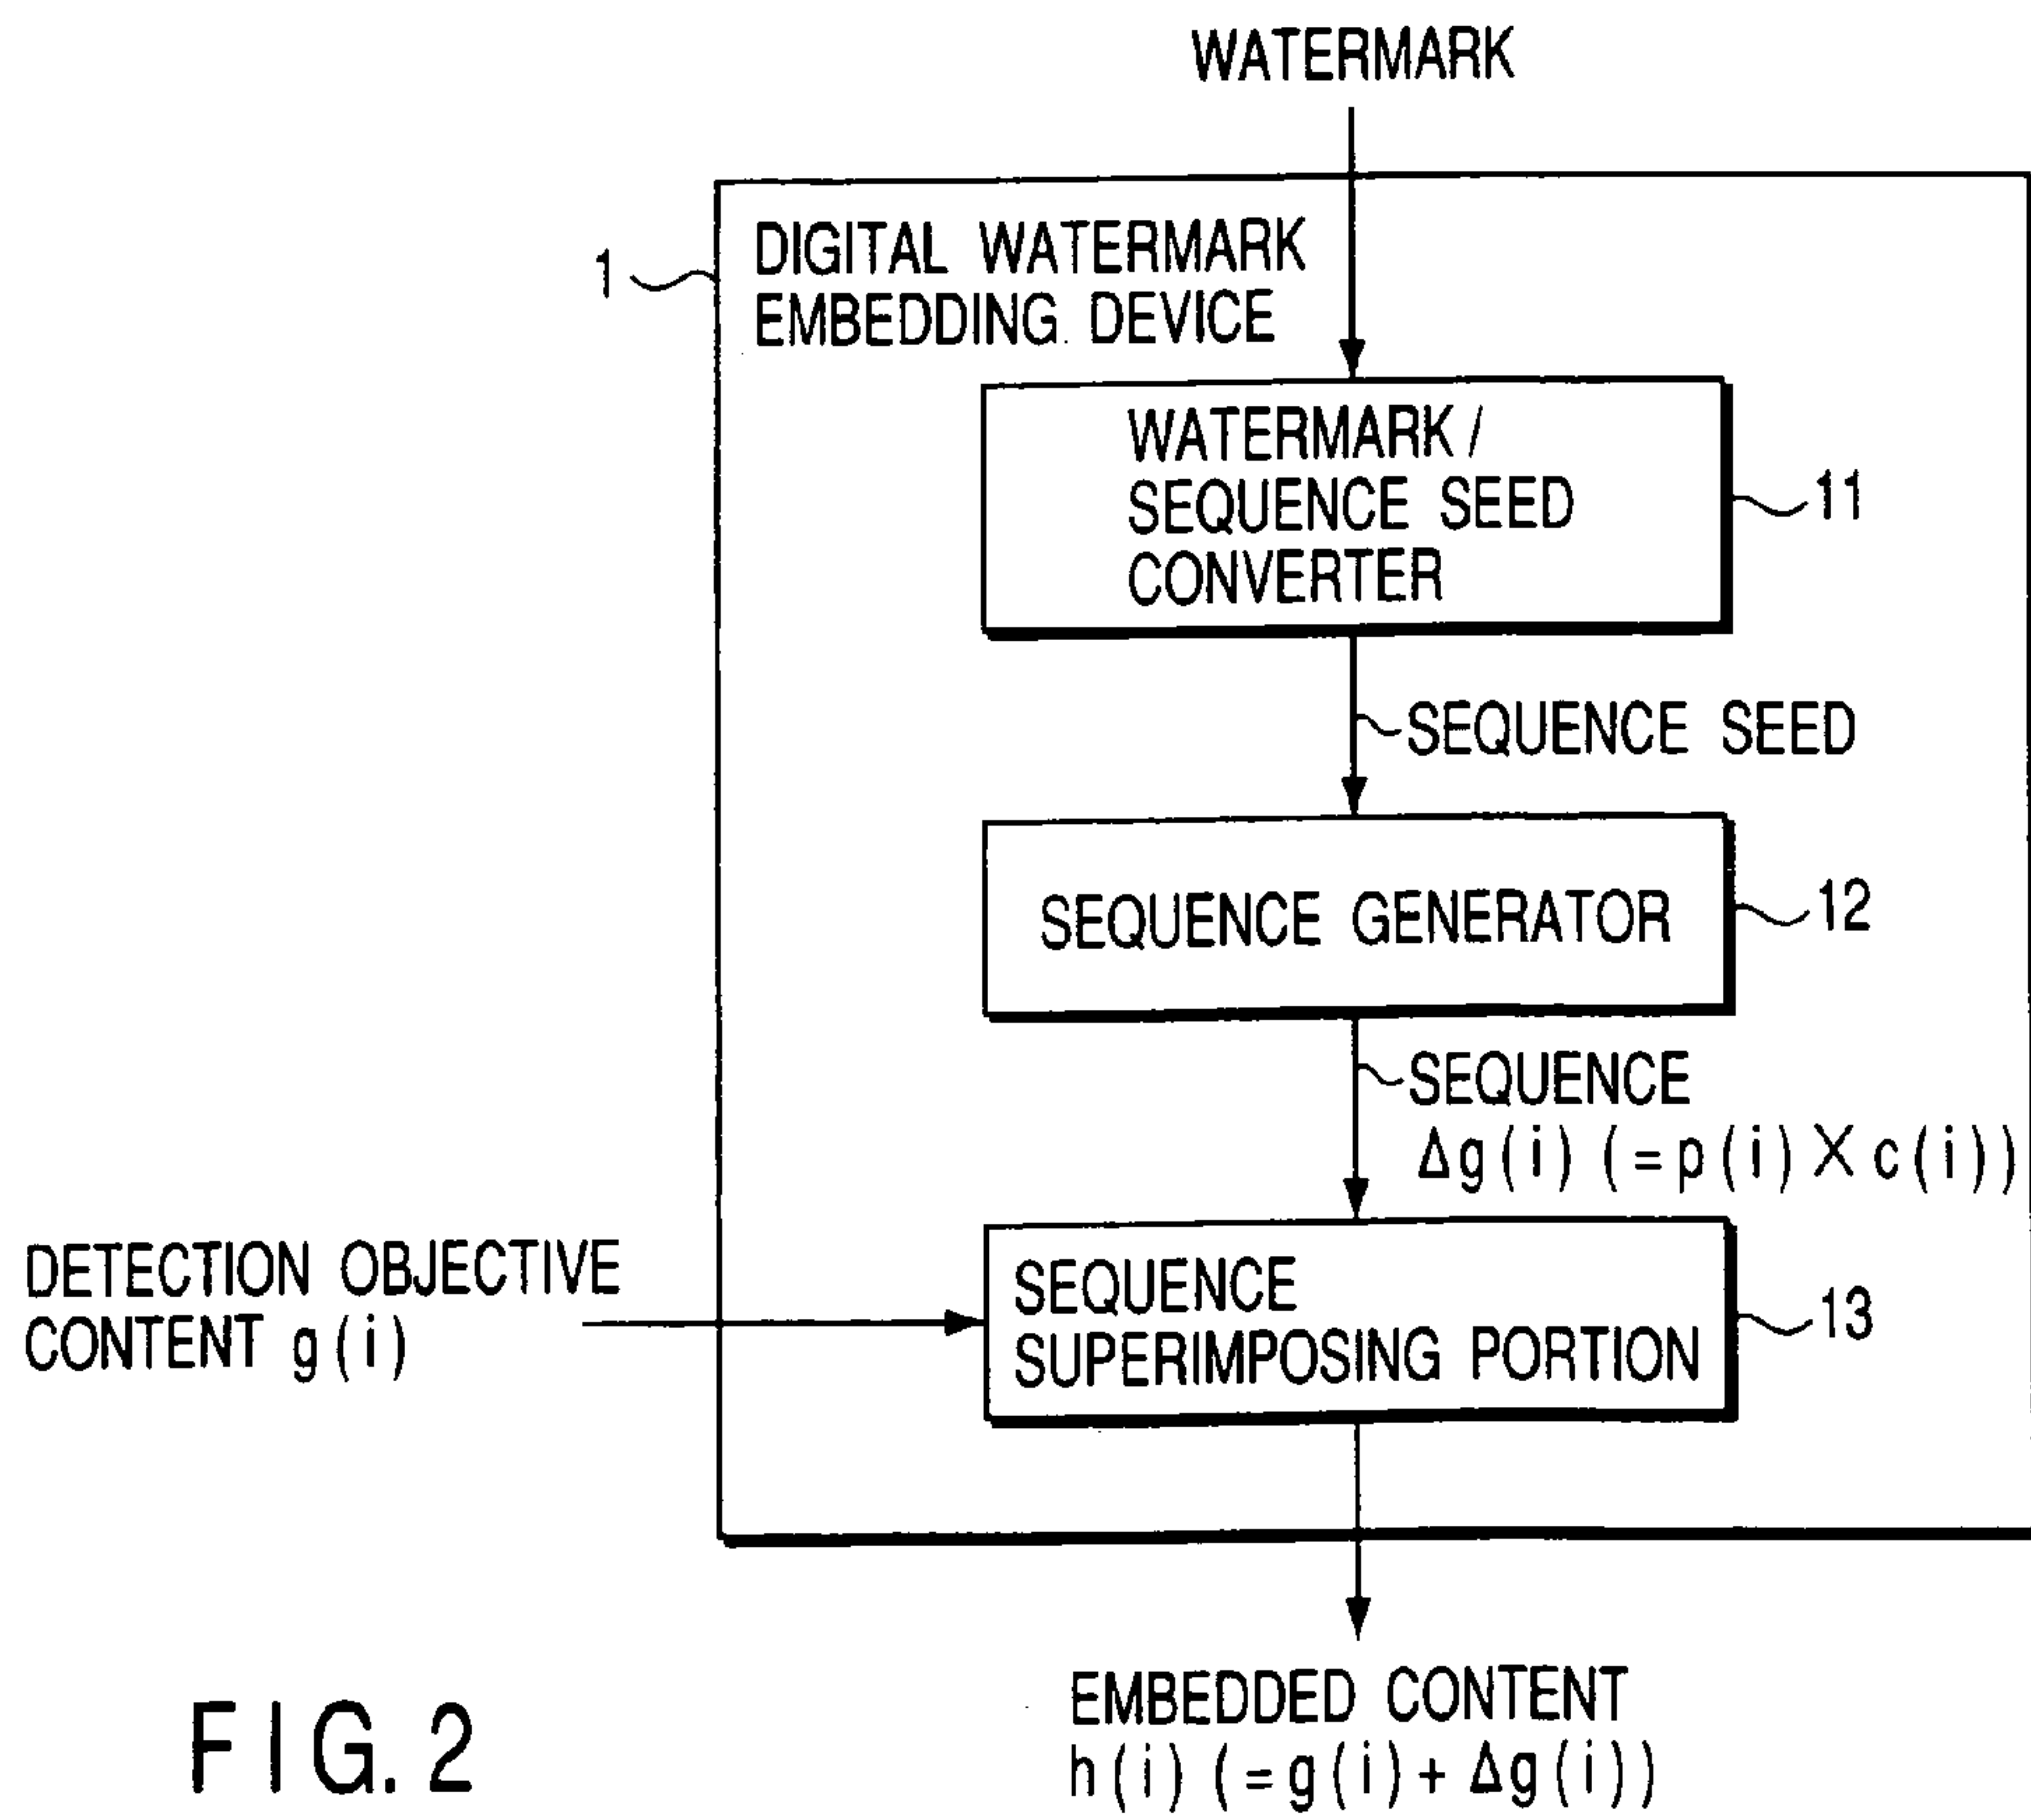 WATERMARK
1
DIGITAL WATERMARK
EMBEDDING DEVICE
WATERMARK/
SEQUENCE SEED
CONVERTER
11
SEQUENCE SEED
SEQUENCE GENERATOR
12
SEQUENCE
Δg(i) (=p(i)×c(i))
DETECTION OBJECTIVE
CONTENT g(i)
SEQUENCE
SUPERIMPOSING PORTION
13
EMBEDDED CONTENT
h(i) (=g(i)+Δg(i))
FIG.2